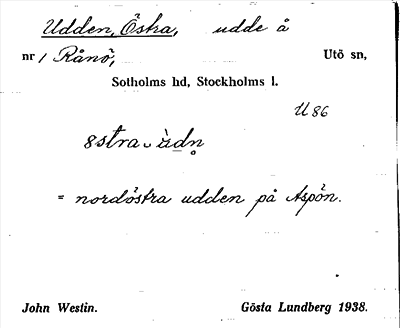 Udden, Östra, udde å
nr 1 Rånö, Utö sn,
Sotholms hd, Stockholms l.
U 86
östra ùdn̥
= nordöstra udden på Aspön.
John Westin. Gösta Lundberg 1938.